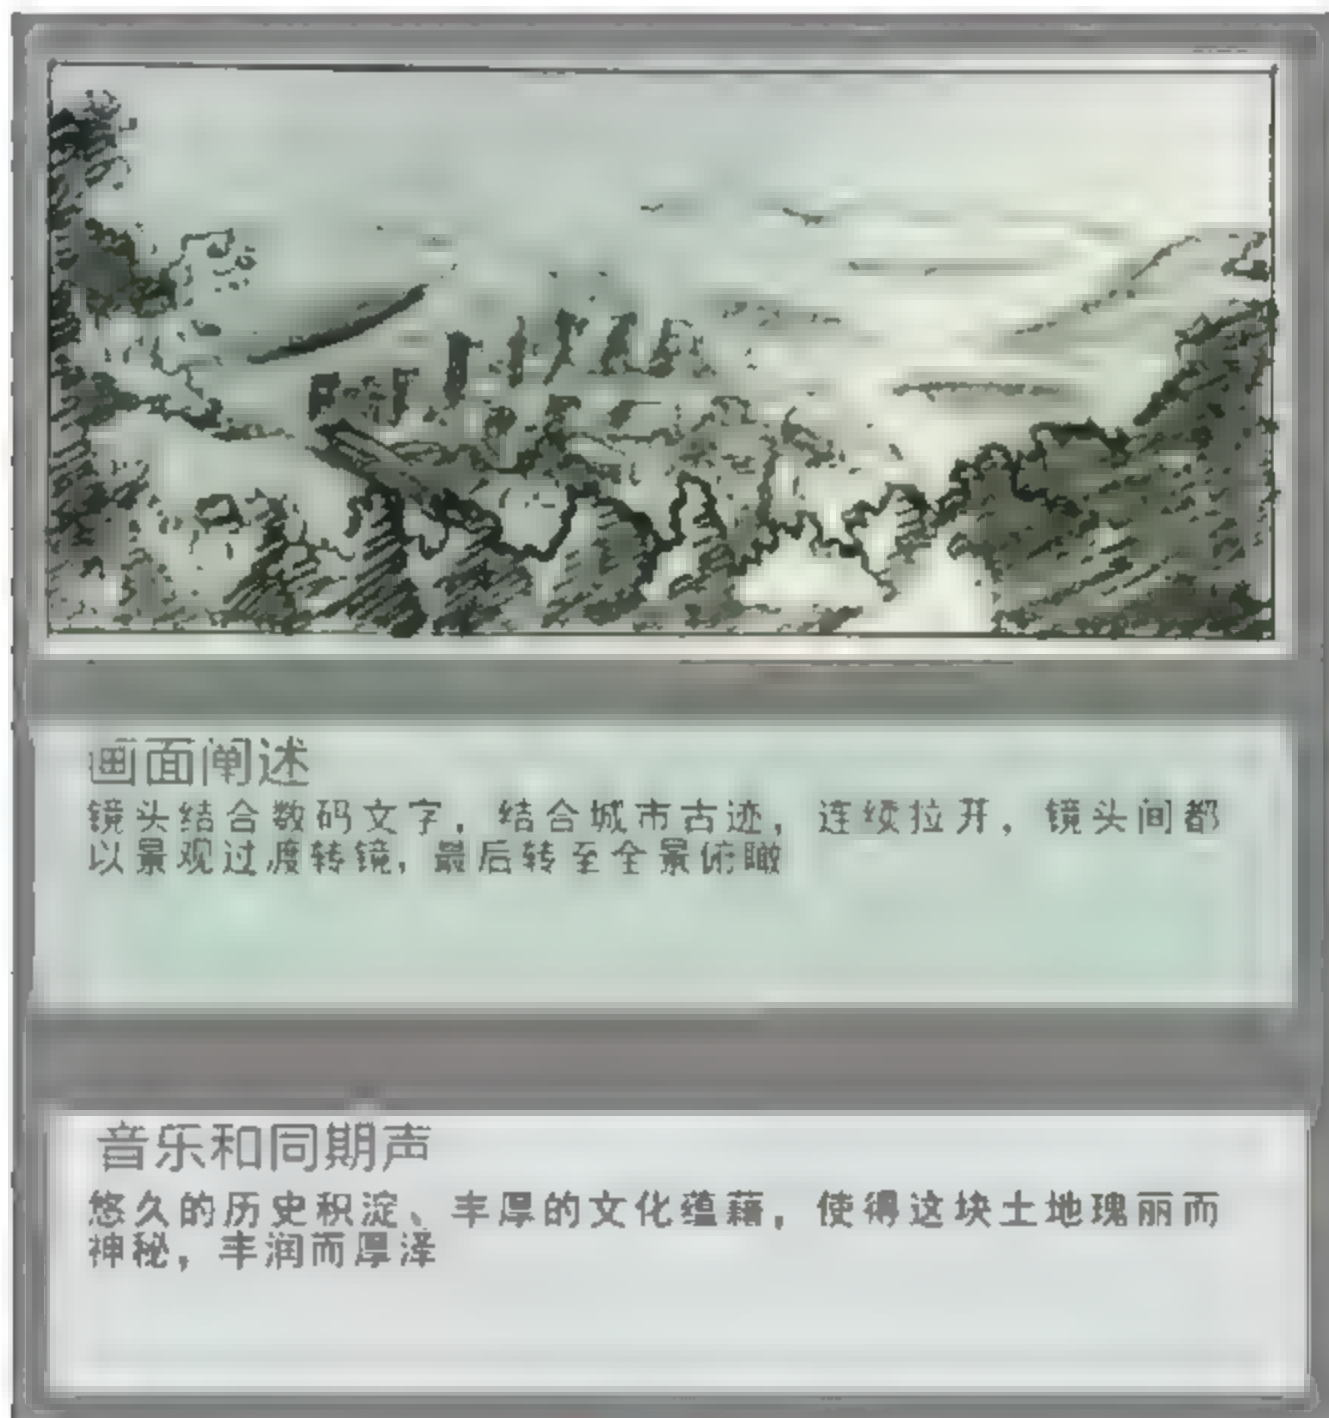 画面阐述
镜头结合数码文字，结合城市古迹，连续拉开，镜头间都
以景观过渡转镜，最后转至全景俯瞰
音乐和同期声
悠久的历史积淀、丰厚的文化蕴藉，使得这块土地瑰丽而
神秘，丰润而厚泽